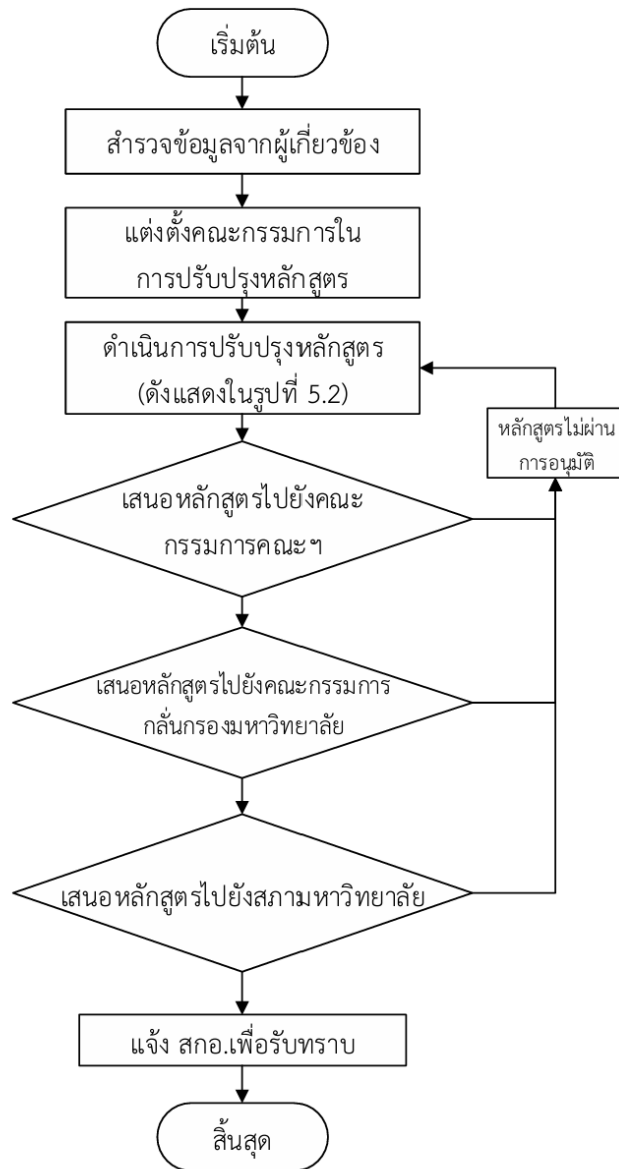 เริ่มต้น
สำรวจข้อมูลจากผู้เกี่ยวข้อง
แต่งตั้งคณะกรรมการใน
การปรับปรุงหลักสูตร
ดำเนินการปรับปรุงหลักสูตร
(ดังแสดงในรูปที่ 5.2)
หลักสูตรไม่ผ่าน
การอนุมัติ
เสนอหลักสูตรไปยังคณะ
กรรมการคณะฯ
เสนอหลักสูตรไปยังคณะกรรมการ
กลั่นกรองมหาวิทยาลัย
เสนอหลักสูตรไปยังสภามหาวิทยาลัย
แจ้ง สกอ.เพื่อรับทราบ
สิ้นสุด